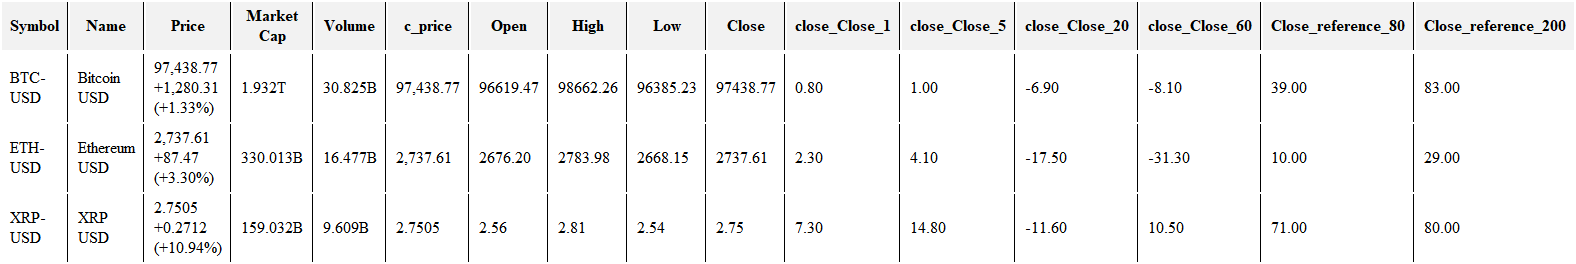 Symbol Name Price Market Cap Volume c_price Open High Low Close close_Close_1 close_Close_5 close_Close_20 close_Close_60 Close_reference_80 Close_reference_200
BTC-USD Bitcoin USD 97,438.77 +1,280.31 (+1.33%) 1.932T 30.825B 97,438.77 96619.47 98662.26 96385.23 97438.77 0.80 1.00 -6.90 -8.10 39.00 83.00
ETH-USD Ethereum USD 2,737.61 +87.47 (+3.30%) 330.013B 16.477B 2,737.61 2676.20 2783.98 2668.15 2737.61 2.30 4.10 -17.50 -31.30 10.00 29.00
XRP-USD XRP USD 2.7505 +0.2712 (+10.94%) 159.032B 9.609B 2.7505 2.56 2.81 2.54 2.75 7.30 14.80 -11.60 10.50 71.00 80.00